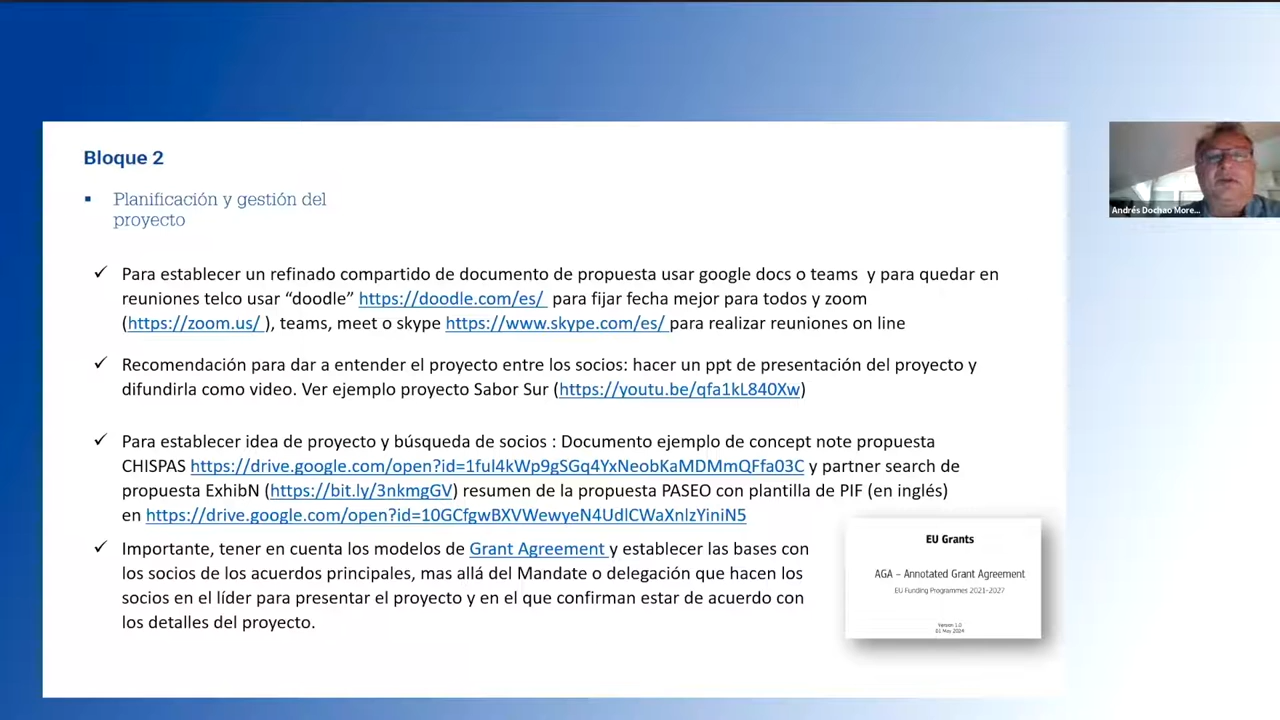 Bloque 2
▪ Planificación y gestión del
proyecto
✓ Para establecer un refinado compartido de documento de propuesta usar google docs o teams y para quedar en
reuniones telco usar “doodle” https://doodle.com/es/ para fijar fecha mejor para todos y zoom
(https://zoom.us/ ), teams, meet o skype https://www.skype.com/es/ para realizar reuniones on line
✓ Recomendación para dar a entender el proyecto entre los socios: hacer un ppt de presentación del proyecto y
difundirla como video. Ver ejemplo proyecto Sabor Sur (https://youtu.be/qfa1kL840Xw)
✓ Para establecer idea de proyecto y búsqueda de socios : Documento ejemplo de concept note propuesta
CHISPAS https://drive.google.com/open?id=1ful4kWp9gSGq4YxNeobKaMDMmQFfa03C y partner search de
propuesta ExhibN (https://bit.ly/3nkmgGV) resumen de la propuesta PASEO con plantilla de PIF (en inglés)
en https://drive.google.com/open?id=10GCfgwBXVWewyeN4UdlCWaXnlzYiniN5
✓ Importante, tener en cuenta los modelos de Grant Agreement y establecer las bases con
los socios de los acuerdos principales, mas allá del Mandate o delegación que hacen los
socios en el líder para presentar el proyecto y en el que confirman estar de acuerdo con
los detalles del proyecto.
EU Grants
AGA – Annotated Grant Agreement
EU Funding Programmes 2021-2027
Version 1.0
01 May 2024
Andrés Dochao More...